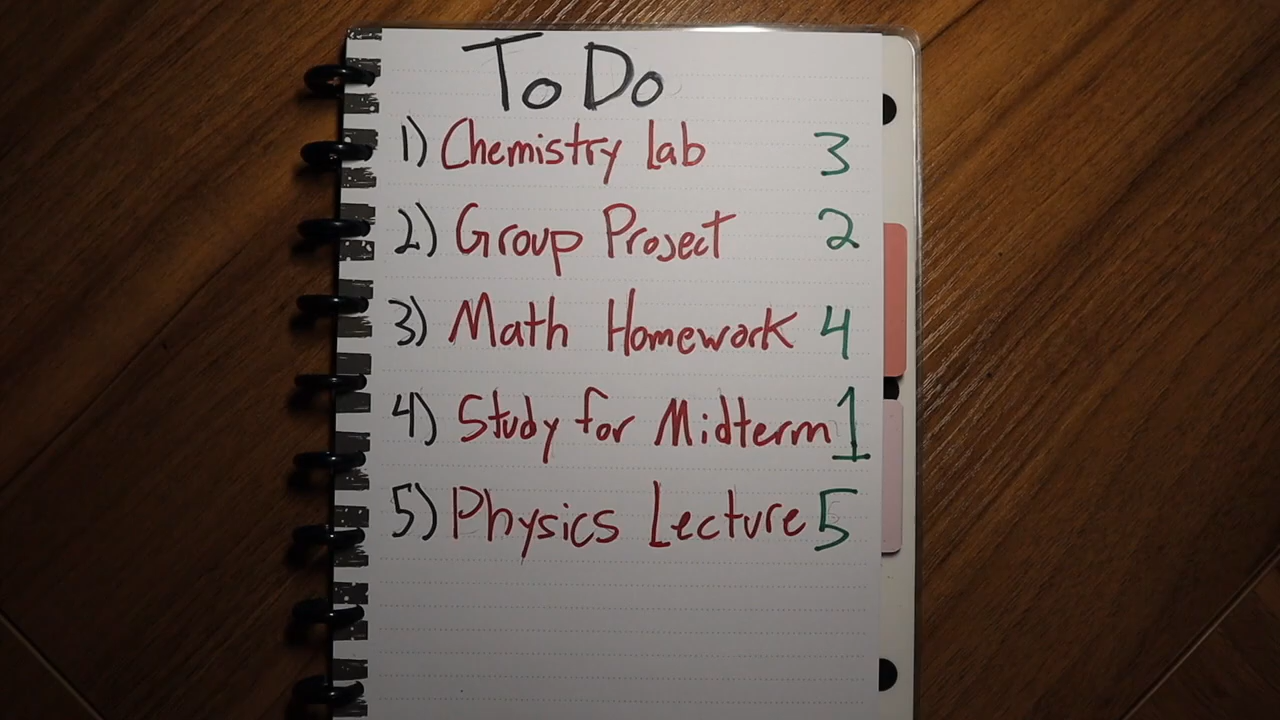 To Do
1) Chemistry Lab 3
2) Group Project 2
3) Math Homework 4
4) Study for Midterm 1
5) Physics Lecture 5